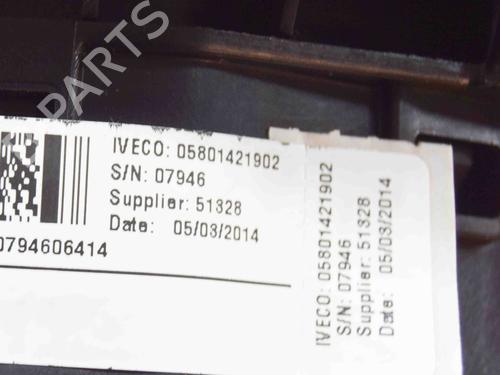 PARTS
IVECO: 05801421902
S/N: 07946
Supplier: 51328
Date: 05/03/2014
0794606414
IVECO: 05801421902
S/N: 07946
Supplier: 51328
Date: 05/03/2014